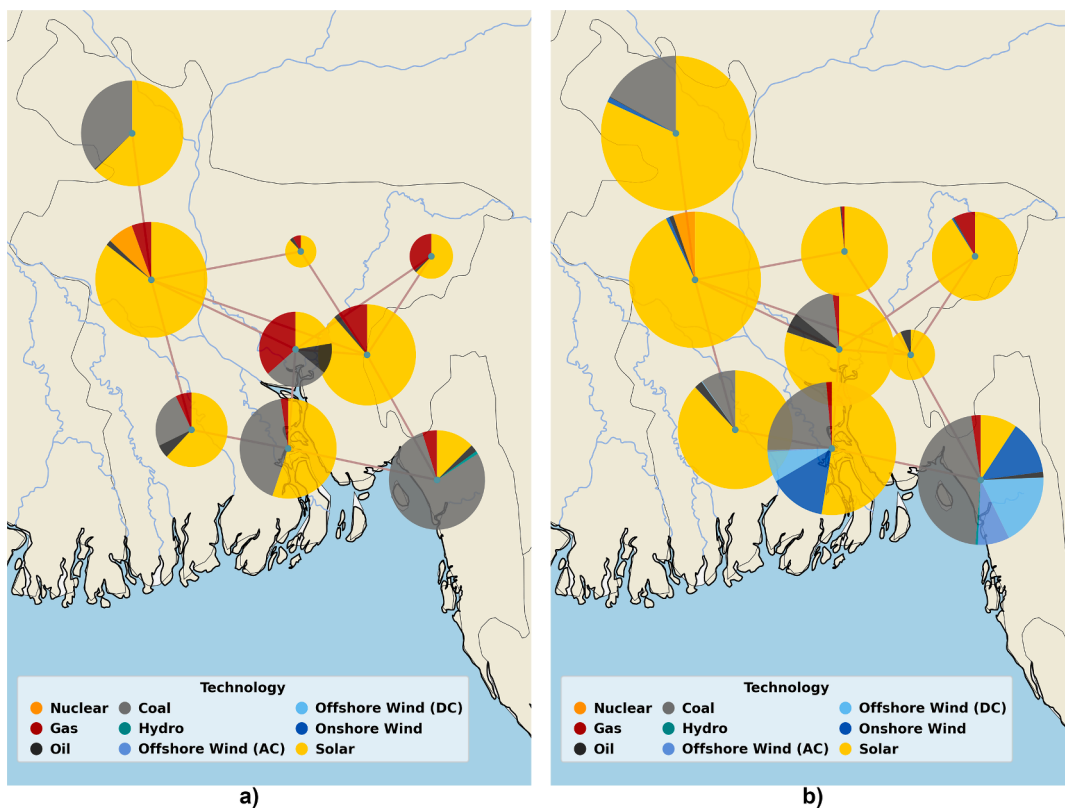 Technology
Nuclear Coal Offshore Wind (DC)
Gas Hydro Onshore Wind
Oil Offshore Wind (AC) Solar
a)
Technology
Nuclear Coal Offshore Wind (DC)
Gas Hydro Onshore Wind
Oil Offshore Wind (AC) Solar
b)